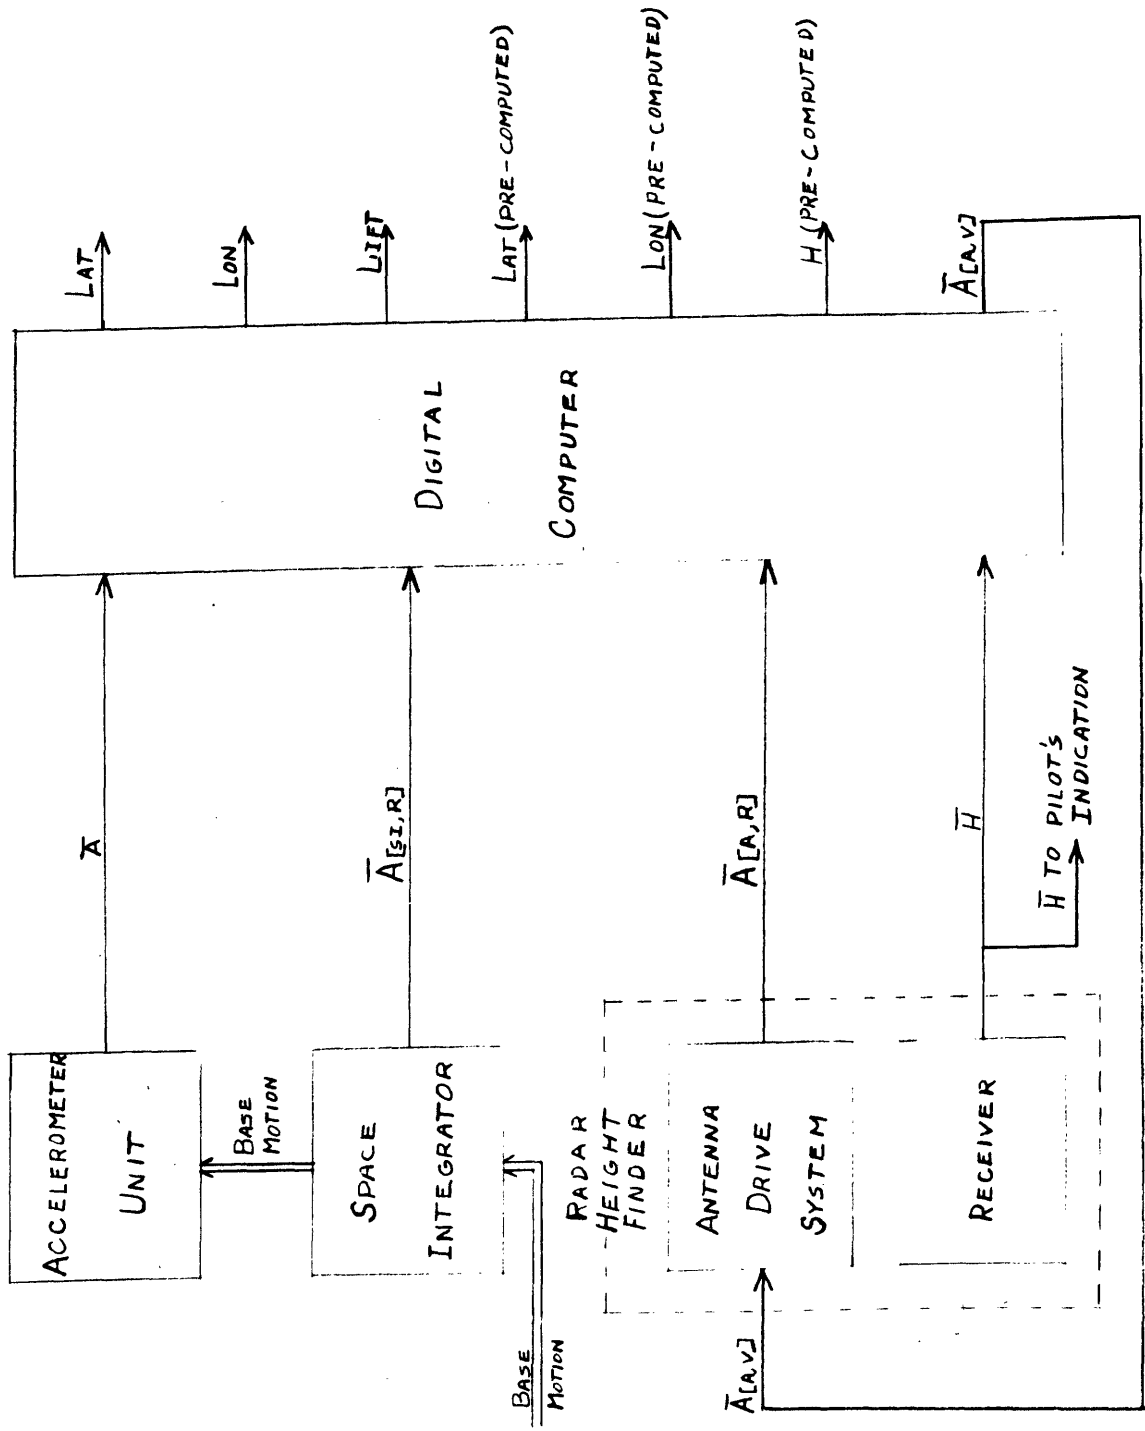 ACCELEROMETER
UNIT
A̅
BASE
MOTION
SPACE
INTEGRATOR
A̅[SI,R]
BASE
MOTION
RADAR
HEIGHT
FINDER
ANTENNA
DRIVE
SYSTEM
A̅[A,R]
A̅[A,V]
RECEIVER
H̅
H̅ TO PILOT'S
INDICATION
DIGITAL
COMPUTER
LAT
LON
LIFT
LAT (PRE-COMPUTED)
LON (PRE-COMPUTED)
H (PRE-COMPUTED)
A̅[A,V]